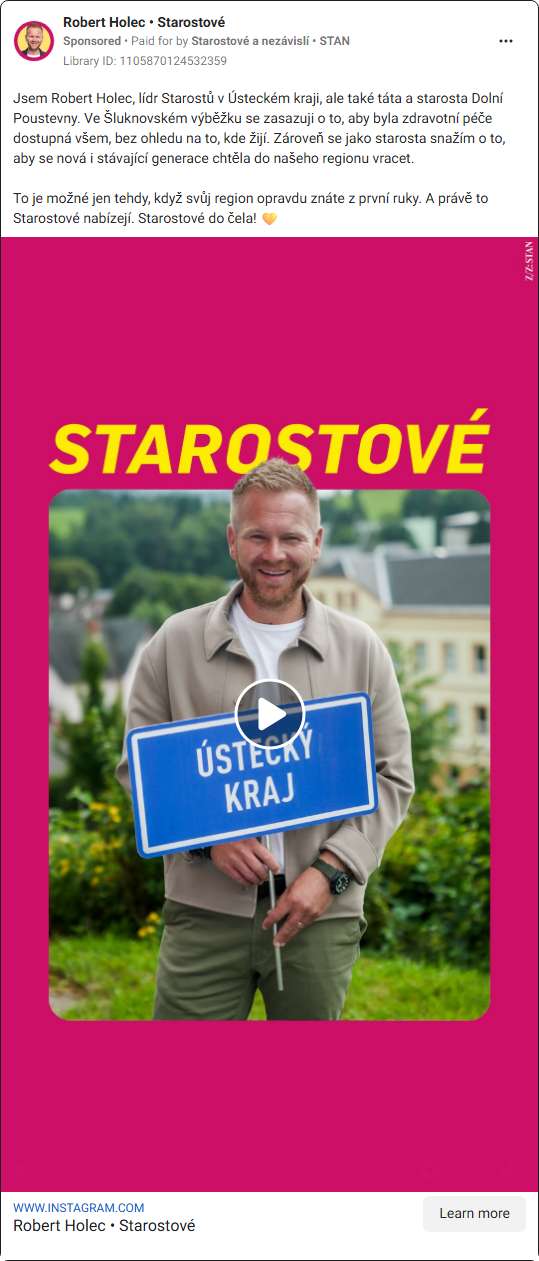 Robert Holec • Starostové
Sponsored • Paid for by Starostové a nezávislí • STAN
Library ID: 1105870124532359
Jsem Robert Holec, lídr Starostů v Ústeckém kraji, ale také táta a starosta Dolní
Poustevny. Ve Šluknovském výběžku se zasazuji o to, aby byla zdravotní péče
dostupná všem, bez ohledu na to, kde žijí. Zároveň se jako starosta snažím o to,
aby se nová i stávající generace chtěla do našeho regionu vracet.
To je možné jen tehdy, když svůj region opravdu znáte z první ruky. A právě to
Starostové nabízejí. Starostové do čela! 🧡
Z/Z:STAN
STAROSTOVÉ
ÚSTECKÝ
KRAJ
WWW.INSTAGRAM.COM
Robert Holec • Starostové
Learn more